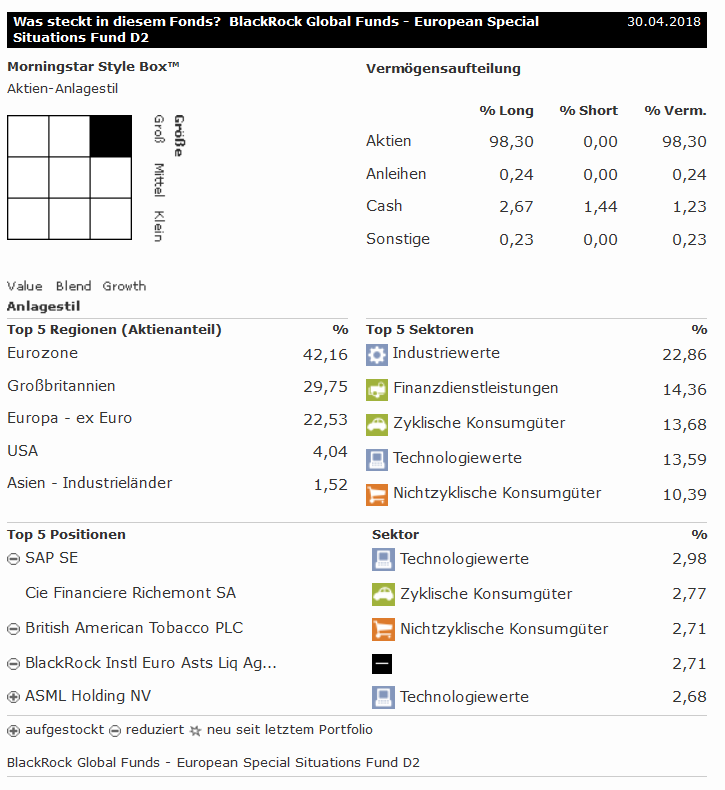 Was steckt in diesem Fonds? BlackRock Global Funds - European Special Situations Fund D2 30.04.2018
Morningstar Style Box™
Aktien-Anlagestil
Größe
Groß Mittel Klein
Value Blend Growth
Anlagestil
Vermögensaufteilung
% Long % Short % Verm.
Aktien 98,30 0,00 98,30
Anleihen 0,24 0,00 0,24
Cash 2,67 1,44 1,23
Sonstige 0,23 0,00 0,23
Top 5 Regionen (Aktienanteil) %
Eurozone 42,16
Großbritannien 29,75
Europa - ex Euro 22,53
USA 4,04
Asien - Industrieländer 1,52
Top 5 Sektoren %
Industriewerte 22,86
Finanzdienstleistungen 14,36
Zyklische Konsumgüter 13,68
Technologiewerte 13,59
Nichtzyklische Konsumgüter 10,39
Top 5 Positionen Sektor %
SAP SE Technologiewerte 2,98
Cie Financiere Richemont SA Zyklische Konsumgüter 2,77
British American Tobacco PLC Nichtzyklische Konsumgüter 2,71
BlackRock Instl Euro Asts Liq Ag... 2,71
ASML Holding NV Technologiewerte 2,68
aufgestockt reduziert neu seit letztem Portfolio
BlackRock Global Funds - European Special Situations Fund D2